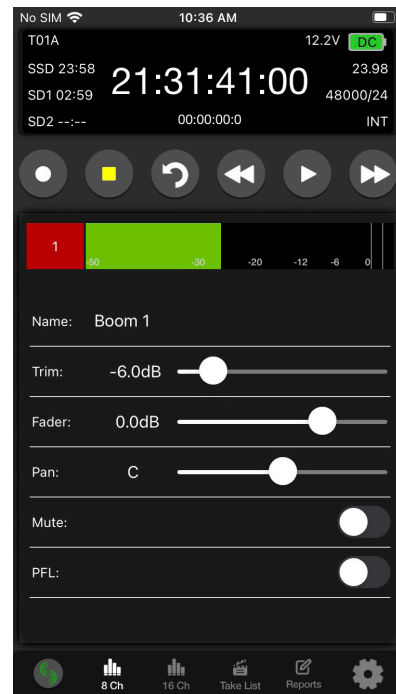 No SIM 10:36 AM
T01A 12.2V DC
SSD 23:58 21:31:41:00 23.98
SD1 02:59 48000/24
SD2 --:-- 00:00:00:0 INT
1 -50 -30 -20 -12 -6 0
Name: Boom 1
Trim: -6.0dB
Fader: 0.0dB
Pan: C
Mute:
PFL:
8 Ch 16 Ch Take List Reports